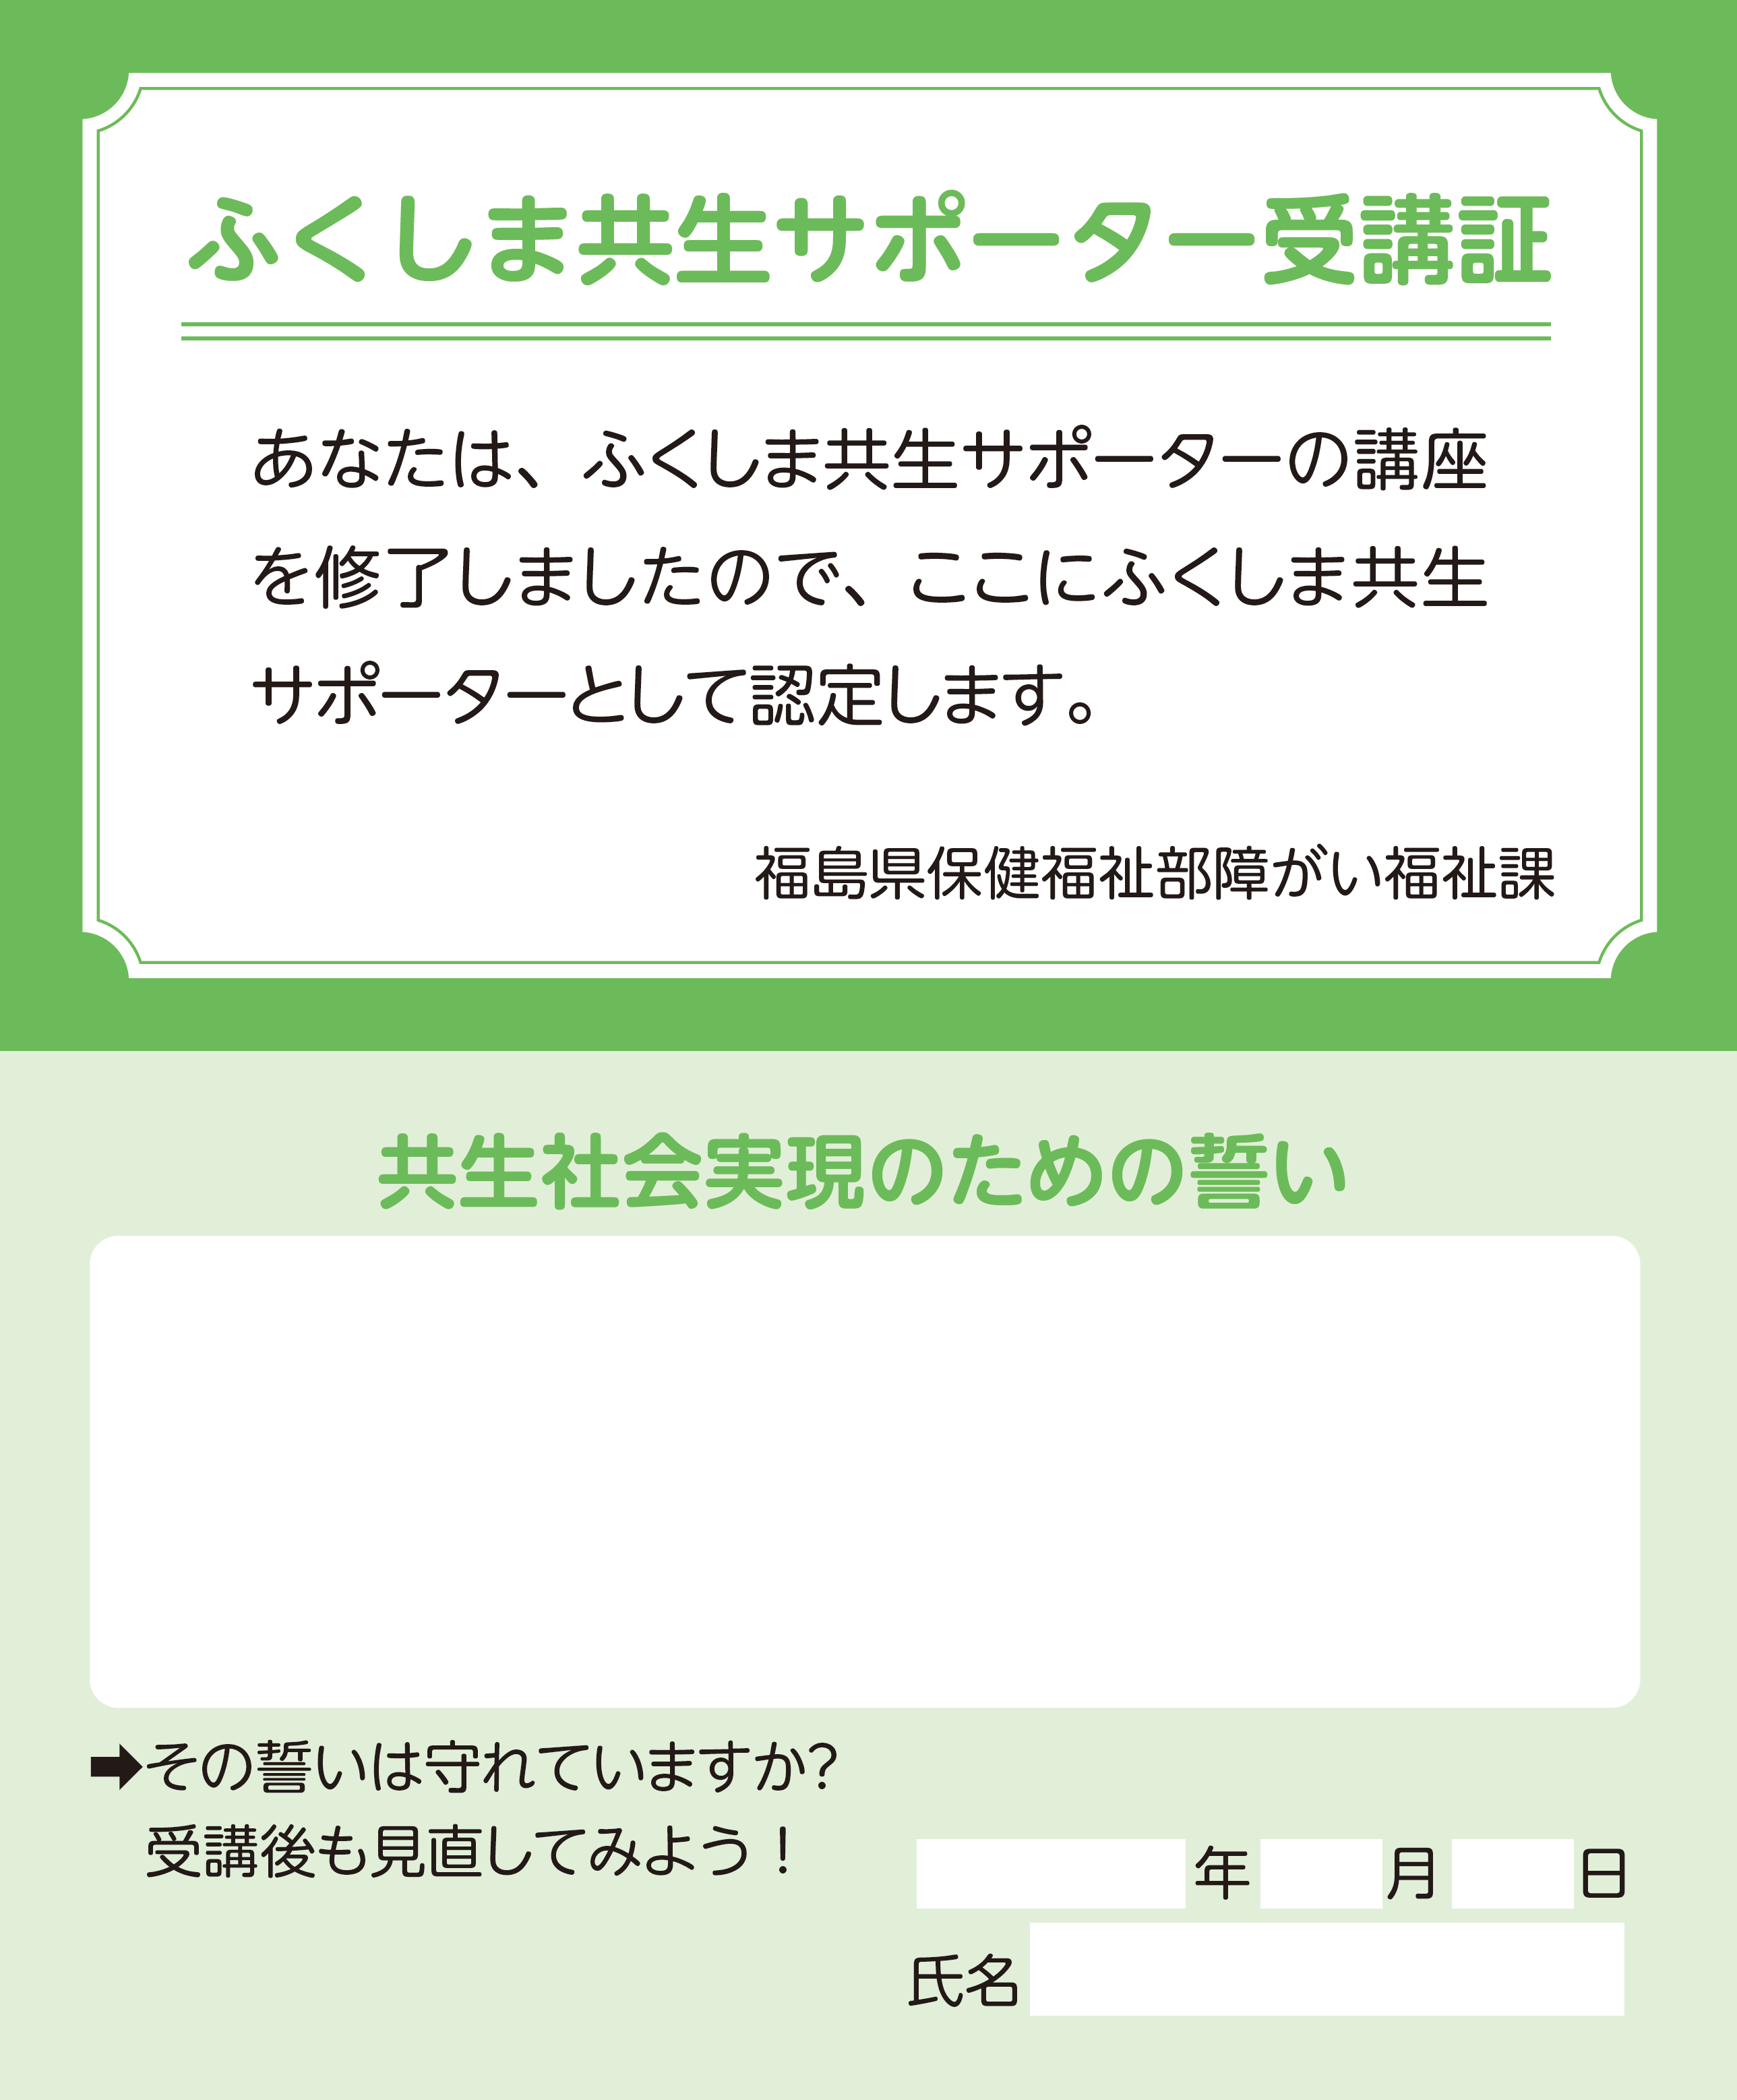 ふくしま共生サポーター受講証
あなたは、ふくしま共生サポーターの講座
を修了しましたので、ここにふくしま共生
サポーターとして認定します。
福島県保健福祉部障がい福祉課
共生社会実現のための誓い
➡その誓いは守れていますか?
受講後も見直してみよう！
年 月 日
氏名